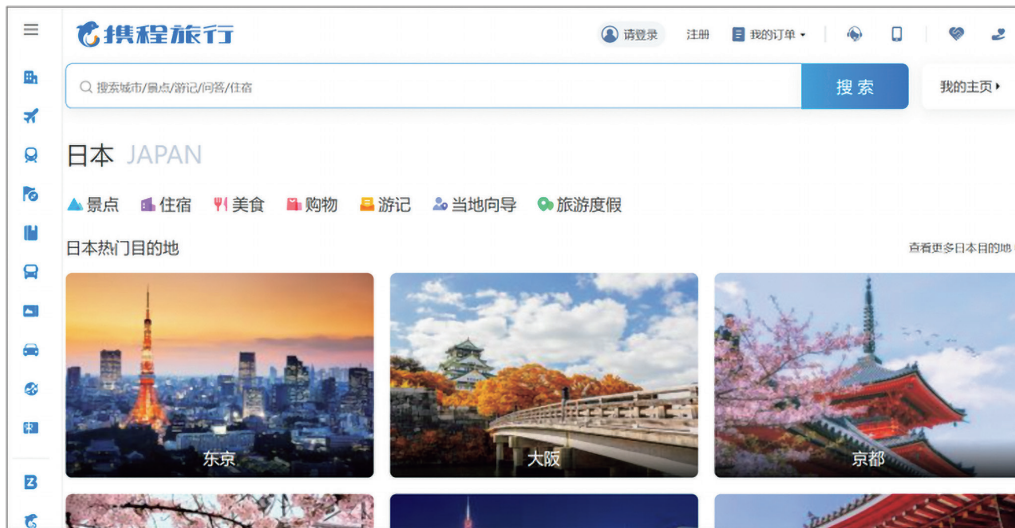 携程旅行
请登录
注册
我的订单
搜索城市/景点/游记/问答/住宿
搜 索
我的主页
日本 JAPAN
景点 住宿 美食 购物 游记 当地向导 旅游度假
日本热门目的地
查看更多日本目的地
东京
大阪
京都